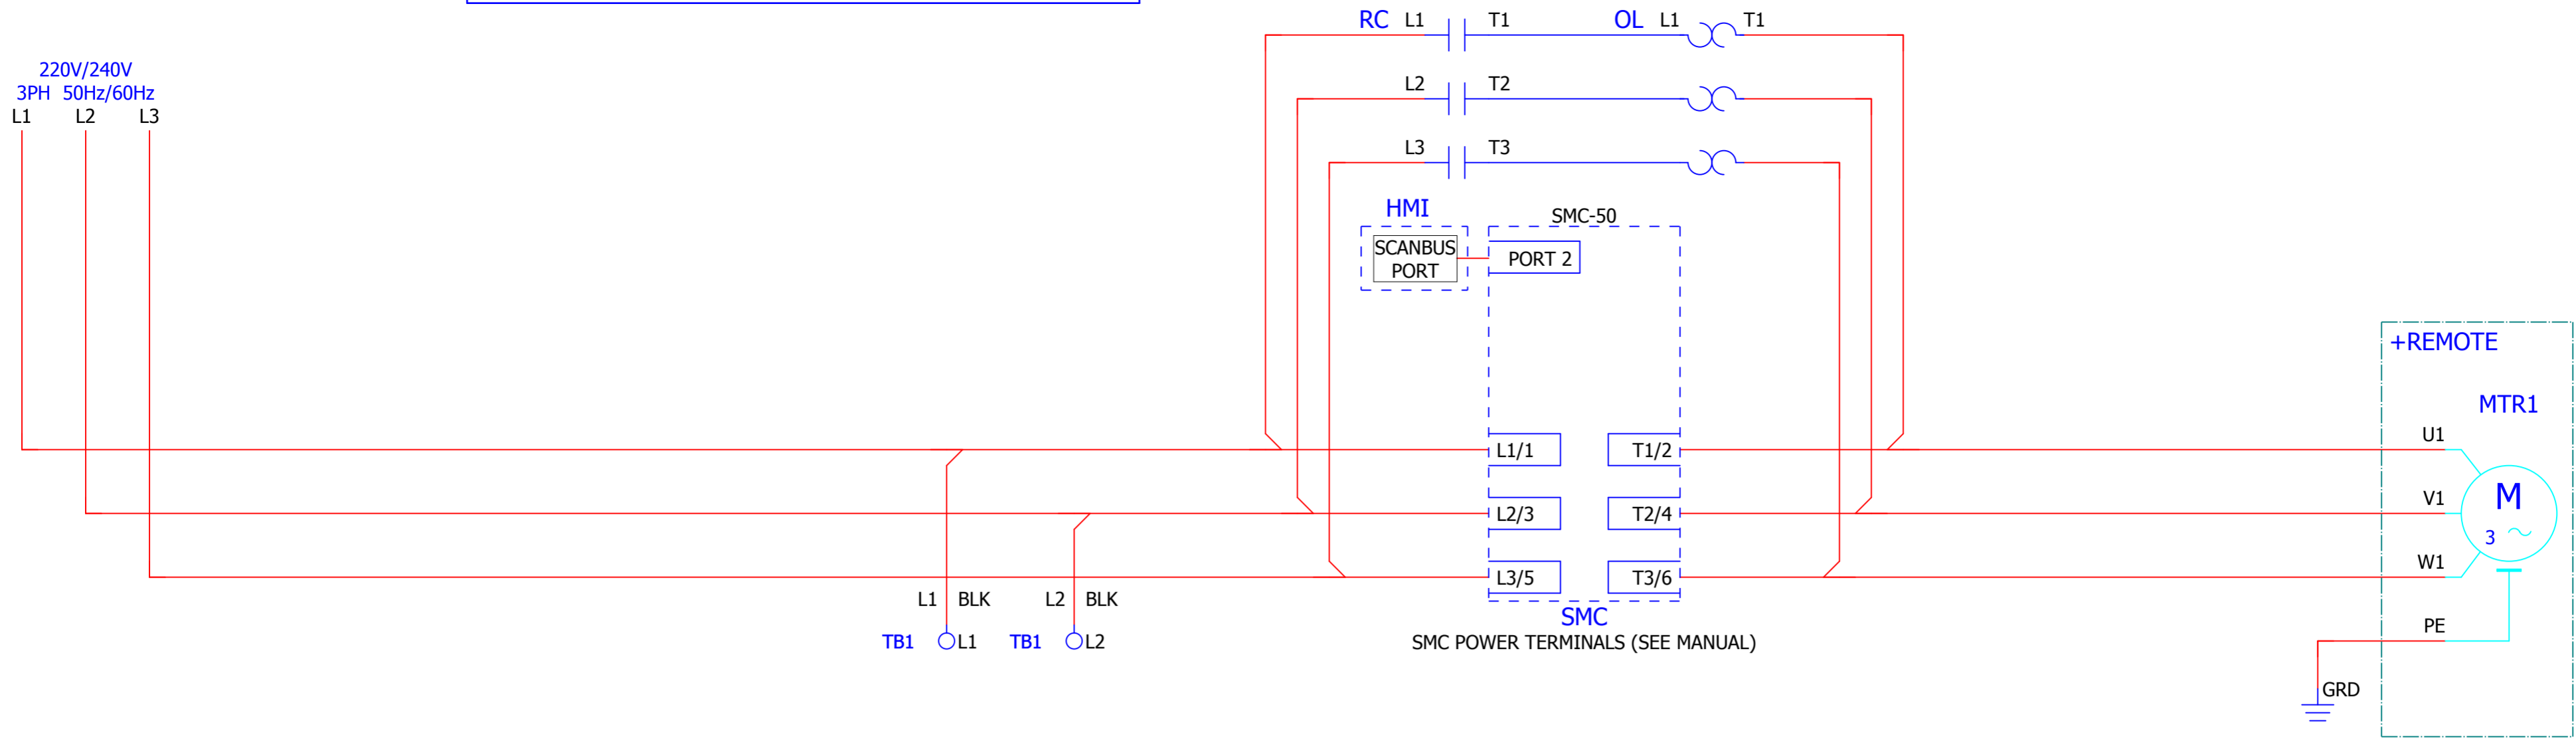 RC L1 T1 OL L1 T1
220V/240V
3PH 50Hz/60Hz
L1 L2 L3
L2 T2
L3 T3
HMI
SMC-50
SCANBUS
PORT
PORT 2
+REMOTE
MTR1
L1/1 T1/2 U1
L2/3 T2/4 V1
M
3
L3/5 T3/6 W1
L1 BLK L2 BLK
SMC
TB1 L1 TB1 L2
SMC POWER TERMINALS (SEE MANUAL)
PE
GRD